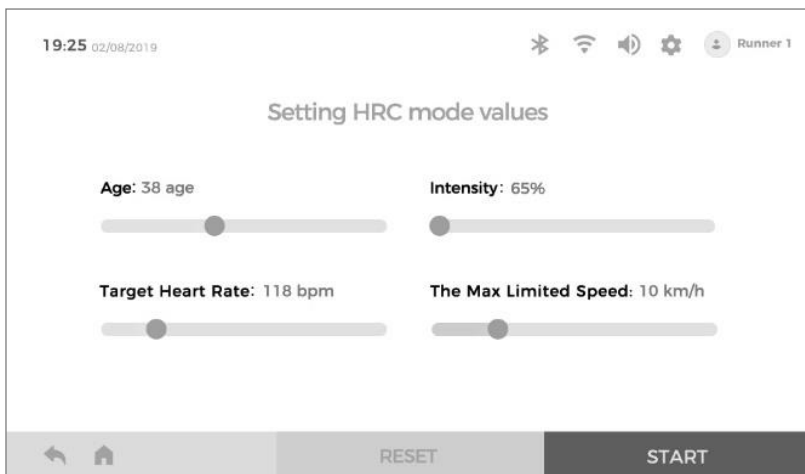 19:25 02/08/2019 Runner 1
Setting HRC mode values
Age: 38 age Intensity: 65%
Target Heart Rate: 118 bpm The Max Limited Speed: 10 km/h
RESET START